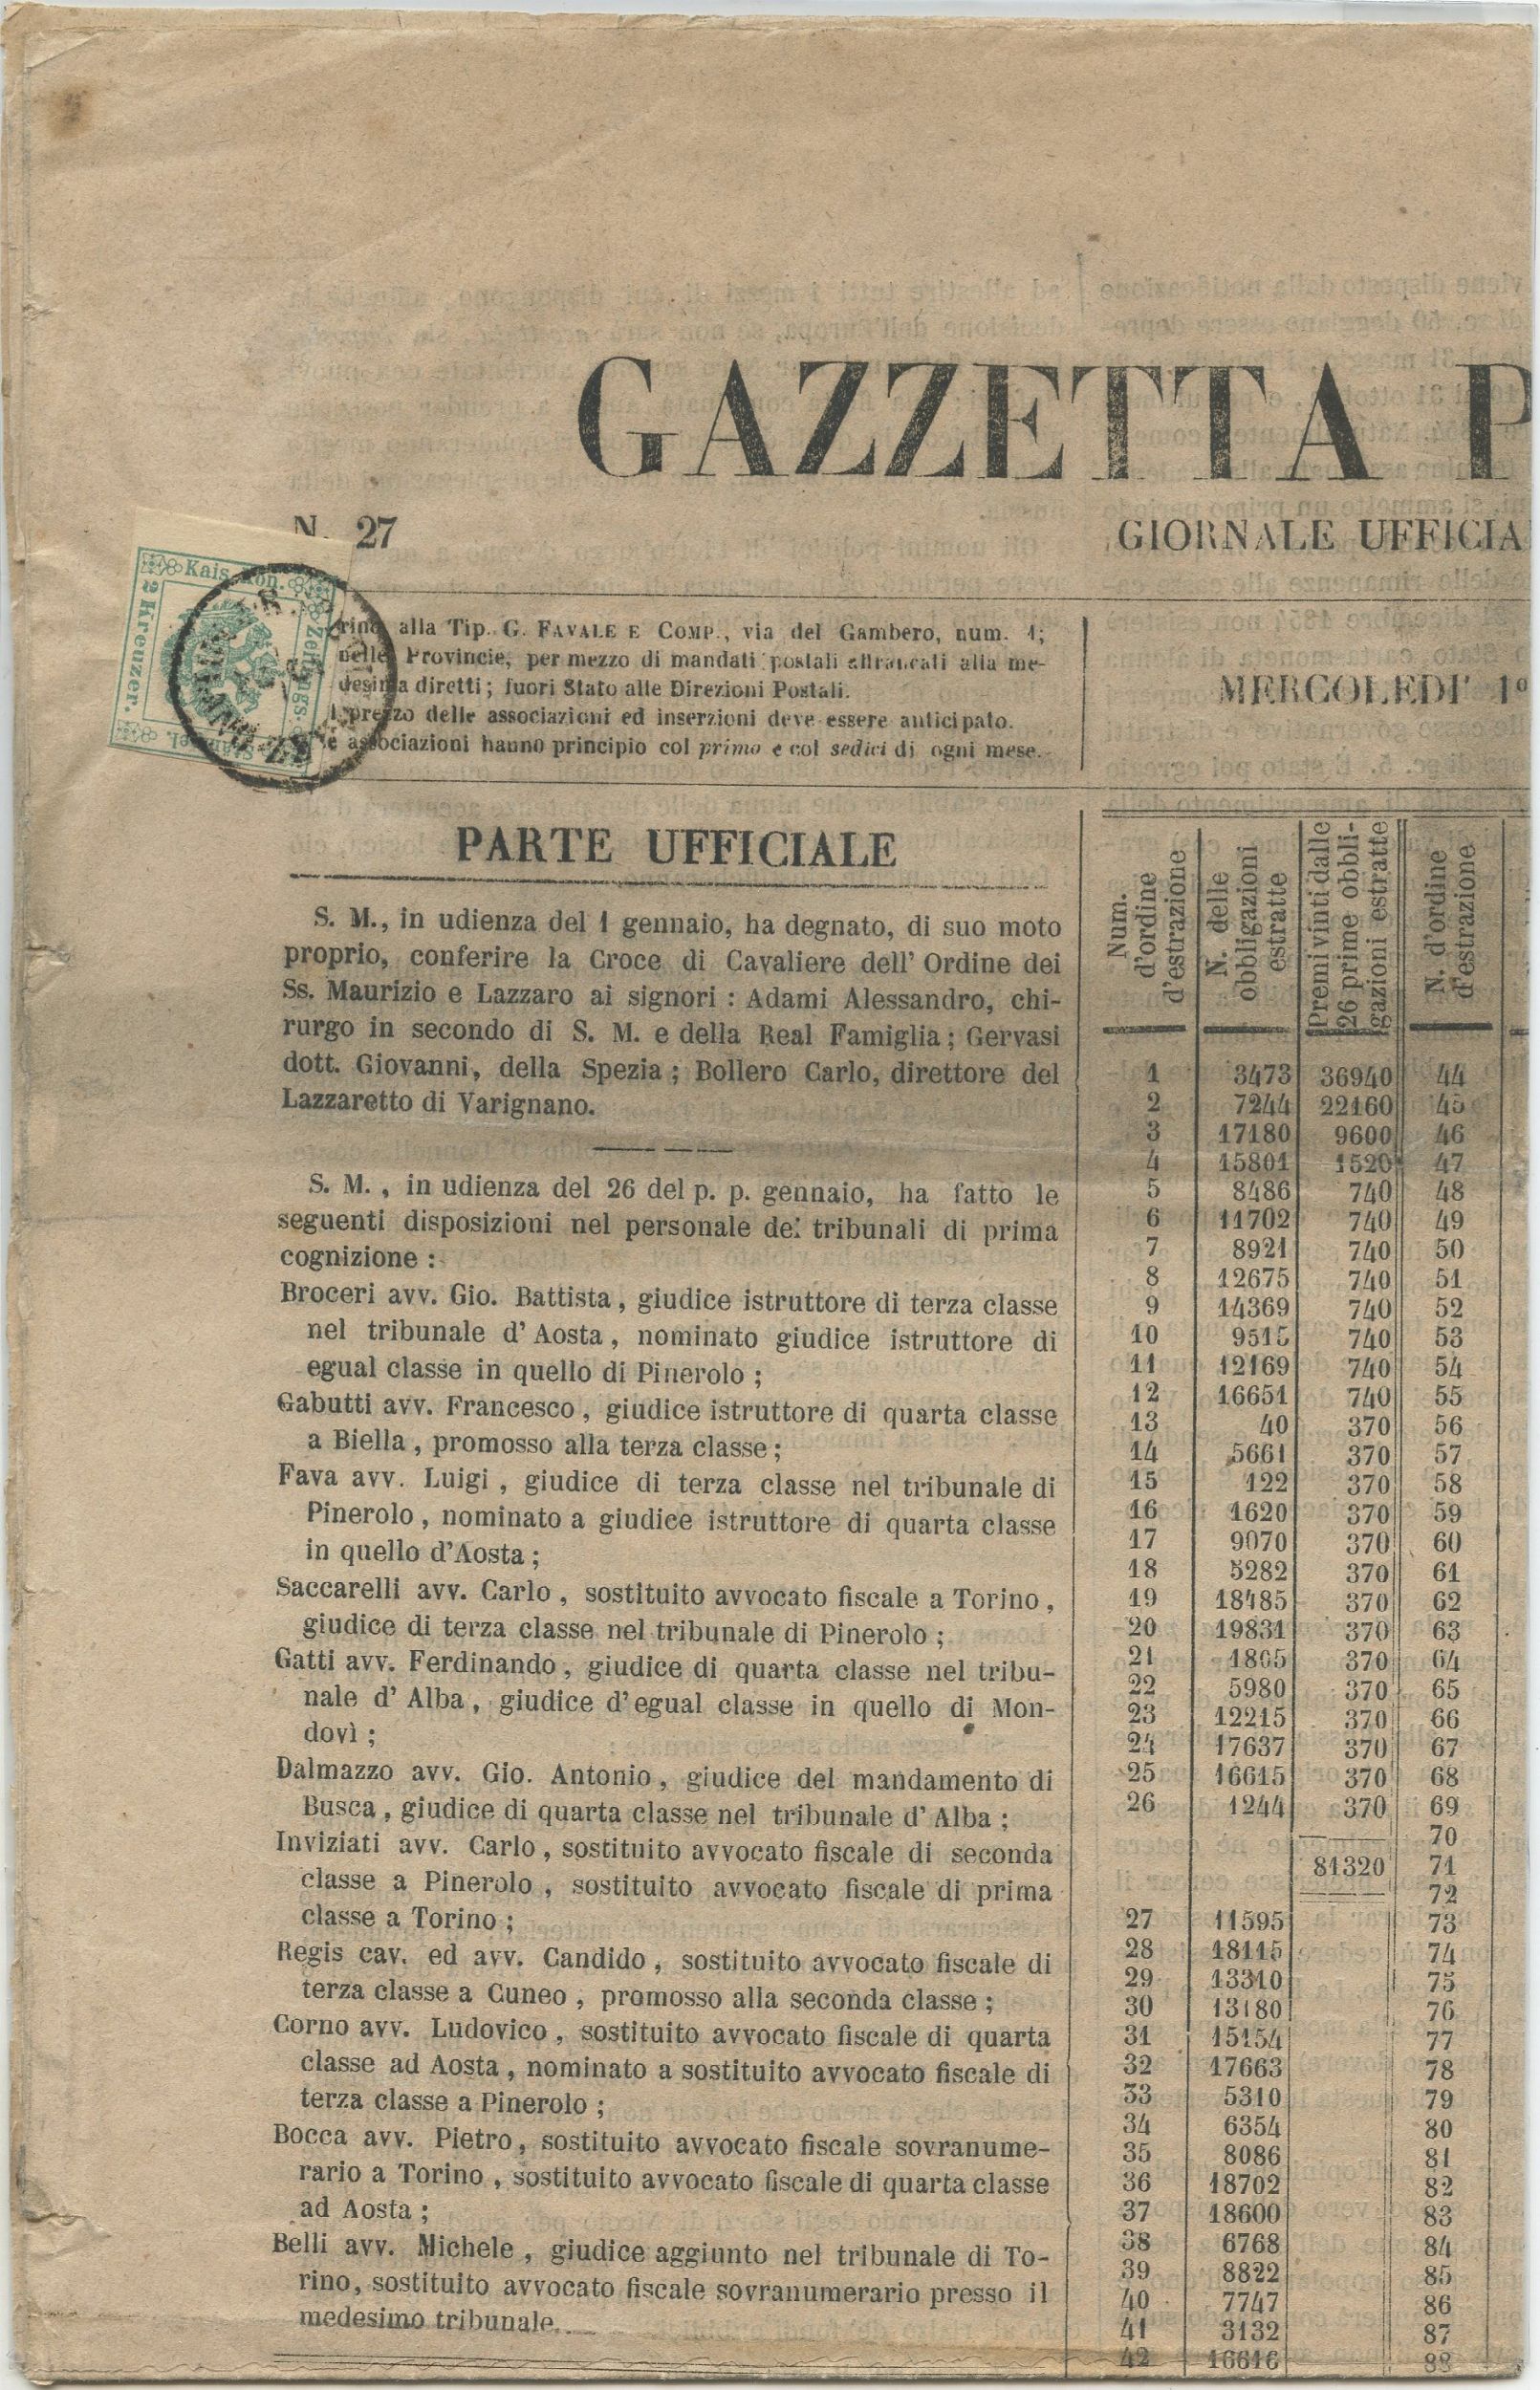 GAZZETTA P
N. 27
GIORNALE UFFICIA
Kais. Kön.
Zeitungs-
Stämpel.
2 Kreuzer.
rino alla Tip. G. FAVALE E COMP., via del Gambero, num. 1;
nelle Provincie, per mezzo di mandati postali affrancati alla me-
desima diretti; fuori Stato alle Direzioni Postali.
prezzo delle associazioni ed inserzioni deve essere anticipato.
e associazioni hanno principio col primo e col sedici di ogni mese.
MERCOLEDI' 1º
PARTE UFFICIALE
S. M., in udienza del 1 gennaio, ha degnato, di suo moto
proprio, conferire la Croce di Cavaliere dell' Ordine dei
Ss. Maurizio e Lazzaro ai signori : Adami Alessandro, chi-
rurgo in secondo di S. M. e della Real Famiglia ; Gervasi
dott. Giovanni, della Spezia ; Bollero Carlo, direttore del
Lazzaretto di Varignano.
S. M. , in udienza del 26 del p. p. gennaio, ha fatto le
seguenti disposizioni nel personale dei tribunali di prima
cognizione :
Broceri avv. Gio. Battista , giudice istruttore di terza classe
nel tribunale d' Aosta , nominato giudice istruttore di
egual classe in quello di Pinerolo ;
Gabutti avv. Francesco , giudice istruttore di quarta classe
a Biella , promosso alla terza classe ;
Fava avv. Luigi , giudice di terza classe nel tribunale di
Pinerolo , nominato a giudice istruttore di quarta classe
in quello d'Aosta ;
Saccarelli avv. Carlo , sostituito avvocato fiscale a Torino ,
giudice di terza classe nel tribunale di Pinerolo ;
Gatti avv. Ferdinando , giudice di quarta classe nel tribu-
nale d' Alba , giudice d'egual classe in quello di Mon-
dovì ;
Dalmazzo avv. Gio. Antonio , giudice del mandamento di
Busca , giudice di quarta classe nel tribunale d' Alba ;
Inviziati avv. Carlo , sostituito avvocato fiscale di seconda
classe a Pinerolo , sostituito avvocato fiscale di prima
classe a Torino ;
Regis cav. ed avv. Candido , sostituito avvocato fiscale di
terza classe a Cuneo , promosso alla seconda classe ;
Corno avv. Ludovico , sostituito avvocato fiscale di quarta
classe ad Aosta , nominato a sostituito avvocato fiscale di
terza classe a Pinerolo ;
Bocca avv. Pietro , sostituito avvocato fiscale sovranume-
rario a Torino , sostituito avvocato fiscale di quarta classe
ad Aosta ;
Belli avv. Michele , giudice aggiunto nel tribunale di To-
rino, sostituito avvocato fiscale sovranumerario presso il
medesimo tribunale.
Num. d'ordine d'estrazione
N. delle obbligazioni estratte
Premi vinti dalle 26 prime obbli- gazioni estratte
N. d'ordine d'estrazione
1 3473 36940 44
2 7244 22160 45
3 17180 9600 46
4 15801 1520 47
5 8486 740 48
6 11702 740 49
7 8921 740 50
8 12675 740 51
9 14369 740 52
10 9515 740 53
11 12169 740 54
12 16651 740 55
13 40 370 56
14 5661 370 57
15 122 370 58
16 1620 370 59
17 9070 370 60
18 5282 370 61
19 18485 370 62
20 19831 370 63
21 1805 370 64
22 5980 370 65
23 12215 370 66
24 17637 370 67
25 16615 370 68
26 1244 370 69
70
81320 71
72
27 11595 73
28 18115 74
29 13310 75
30 13180 76
31 15154 77
32 17663 78
33 5310 79
34 6354 80
35 8086 81
36 18702 82
37 18600 83
38 6768 84
39 8822 85
40 7747 86
41 3132 87
42 16616 88